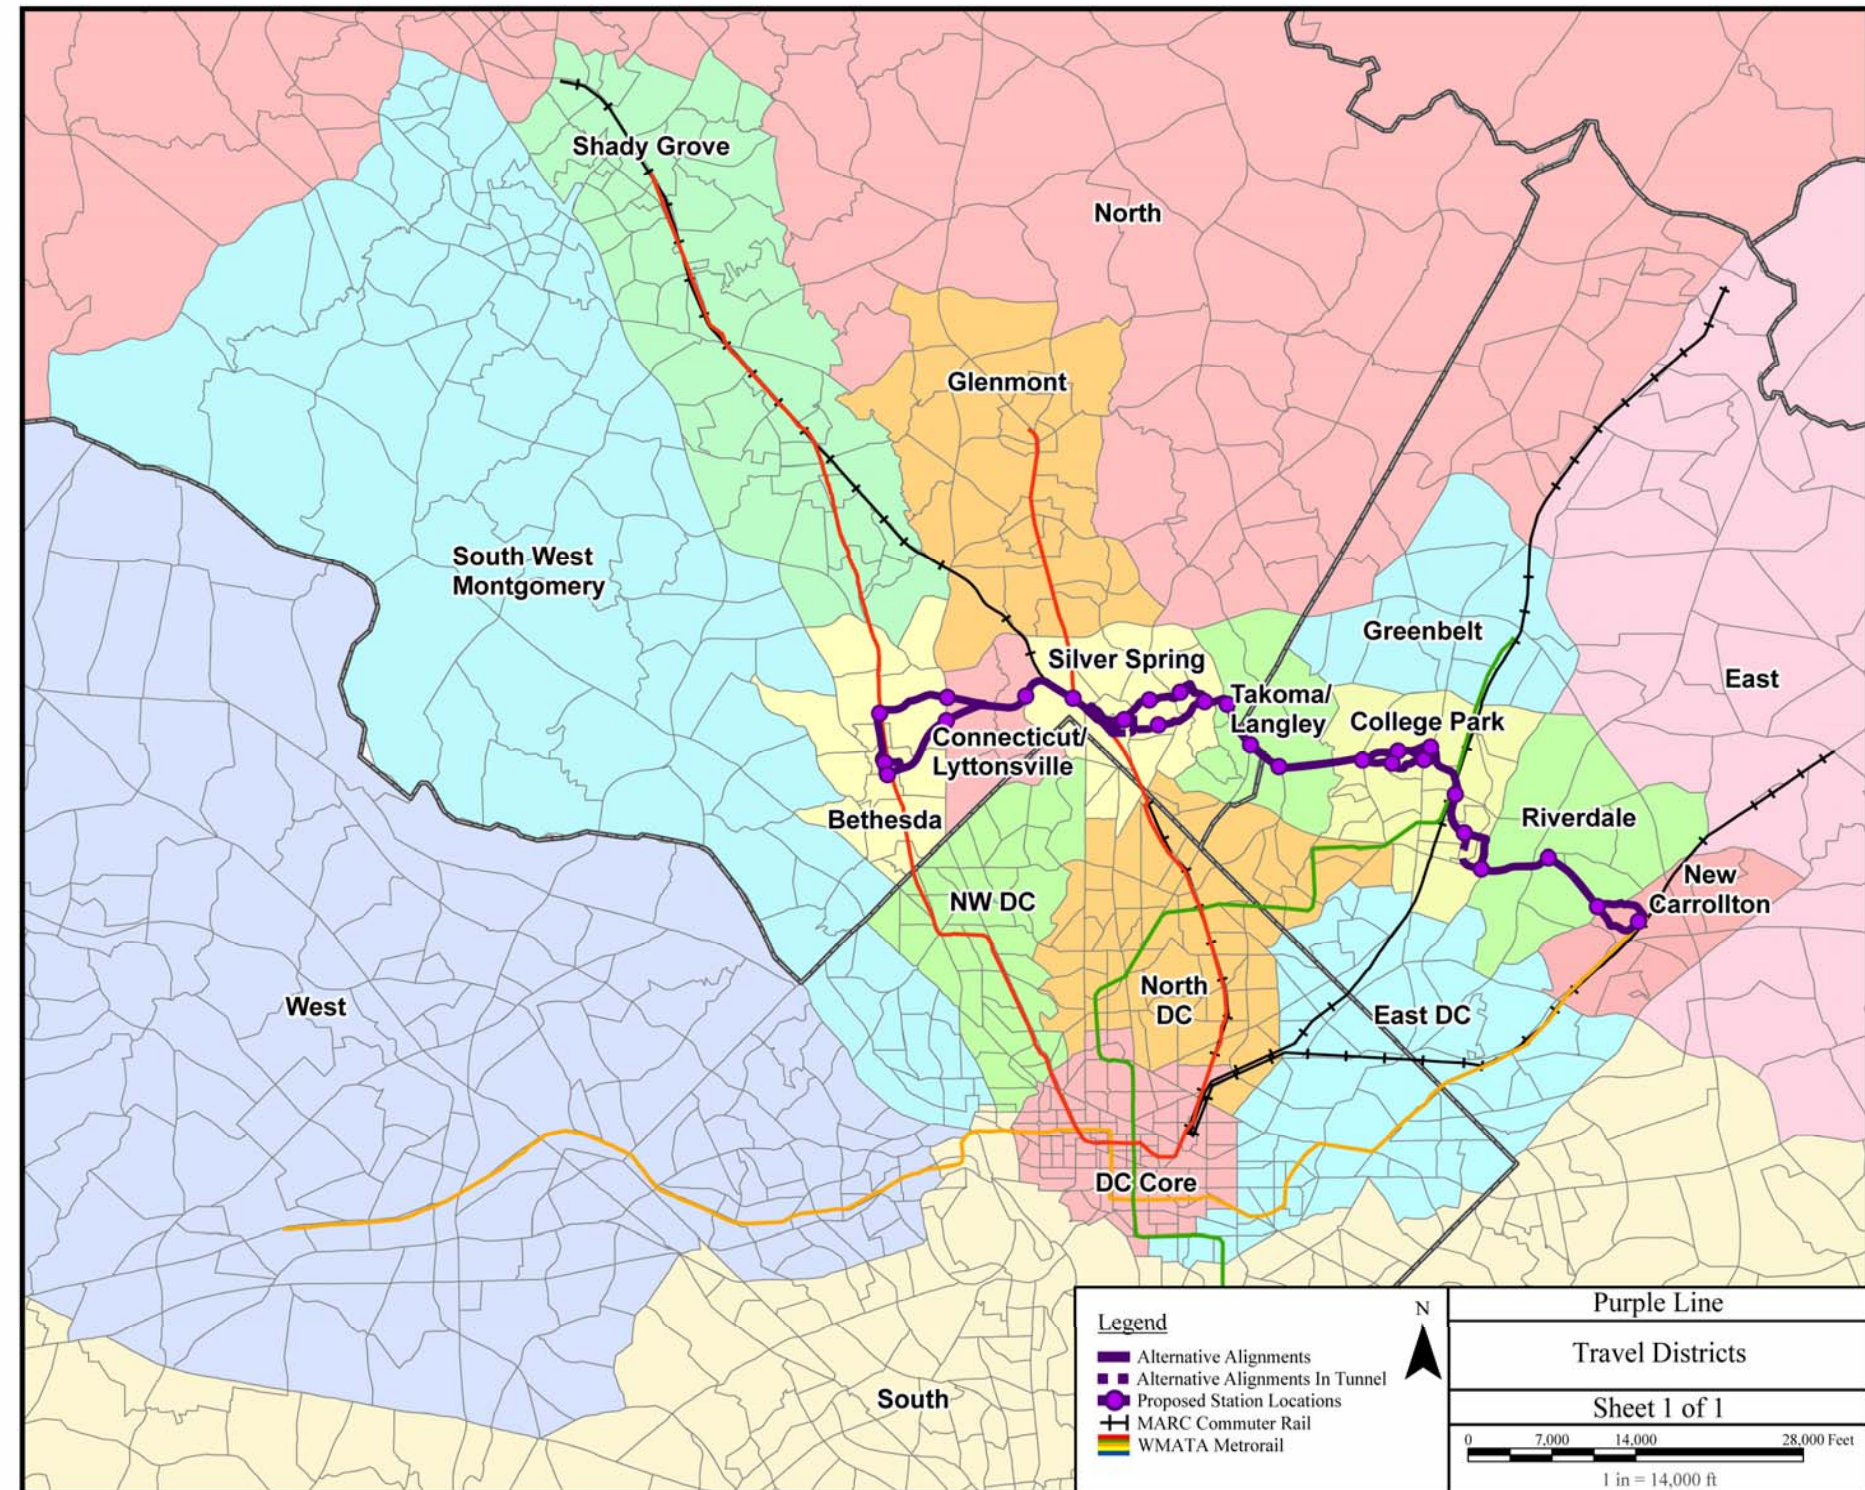 Shady Grove
North
Glenmont
South West
Montgomery
Greenbelt
Silver Spring
East
Takoma/
Langley
College Park
Connecticut/
Lyttonsville
Bethesda
Riverdale
New
Carrollton
NW DC
North
DC
East DC
West
DC Core
South
Legend
Alternative Alignments
Alternative Alignments In Tunnel
Proposed Station Locations
MARC Commuter Rail
WMATA Metrorail
N
Purple Line
Travel Districts
Sheet 1 of 1
0 7,000 14,000 28,000 Feet
1 in = 14,000 ft